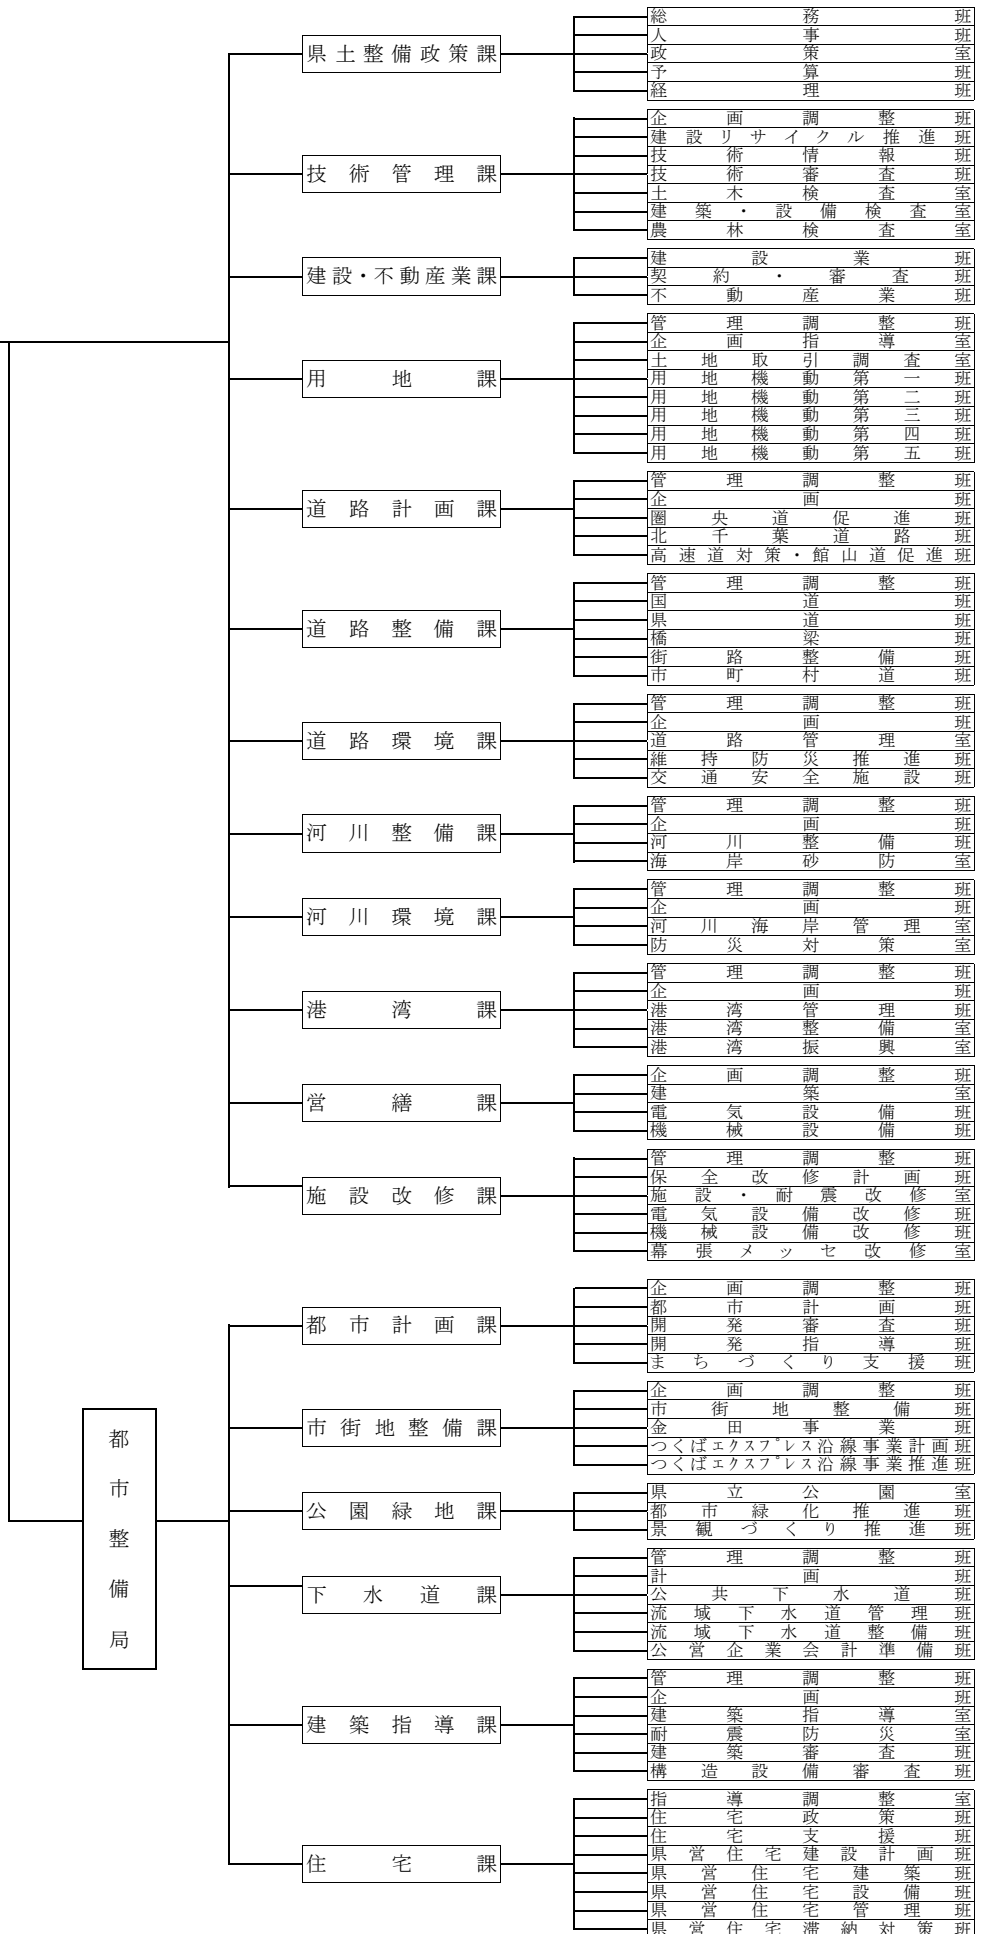 県土整備政策課
総務班
人事班
政策室
予算班
経理班
技術管理課
企画調整班
建設リサイクル推進班
技術情報班
技術審査班
土木検査室
建築・設備検査室
農林検査室
建設・不動産業課
建設業班
契約・審査班
不動産業班
用地課
管理調整班
企画指導室
土地取引調査室
用地機動第一班
用地機動第二班
用地機動第三班
用地機動第四班
用地機動第五班
道路計画課
管理調整班
企画班
圏央道促進班
北千葉道路班
高速道対策・館山道促進班
道路整備課
管理調整班
国道班
県道班
橋梁班
街路整備班
市町村道班
道路環境課
管理調整班
企画班
道路管理室
維持防災推進班
交通安全施設班
河川整備課
管理調整班
企画班
河川整備班
海岸砂防室
河川環境課
管理調整班
企画班
河川海岸管理室
防災対策室
港湾課
管理調整班
企画班
港湾管理班
港湾整備室
港湾振興室
営繕課
企画調整班
建築室
電気設備班
機械設備班
施設改修課
管理調整班
保全改修計画班
施設・耐震改修室
電気設備改修班
機械設備改修班
幕張メッセ改修室
都市整備局
都市計画課
企画調整班
都市計画班
開発審査班
開発指導班
まちづくり支援班
市街地整備課
企画調整班
市街地整備班
金田事業班
つくばエクスプレス沿線事業計画班
つくばエクスプレス沿線事業推進班
公園緑地課
県立公園室
都市緑化推進班
景観づくり推進班
下水道課
管理調整班
計画班
公共下水道班
流域下水道管理班
流域下水道整備班
公営企業会計準備班
建築指導課
管理調整班
企画班
建築指導室
耐震防災室
建築審査班
構造設備審査班
住宅課
指導調整室
住宅政策班
住宅支援班
県営住宅建設計画班
県営住宅建築班
県営住宅設備班
県営住宅管理班
県営住宅滞納対策班